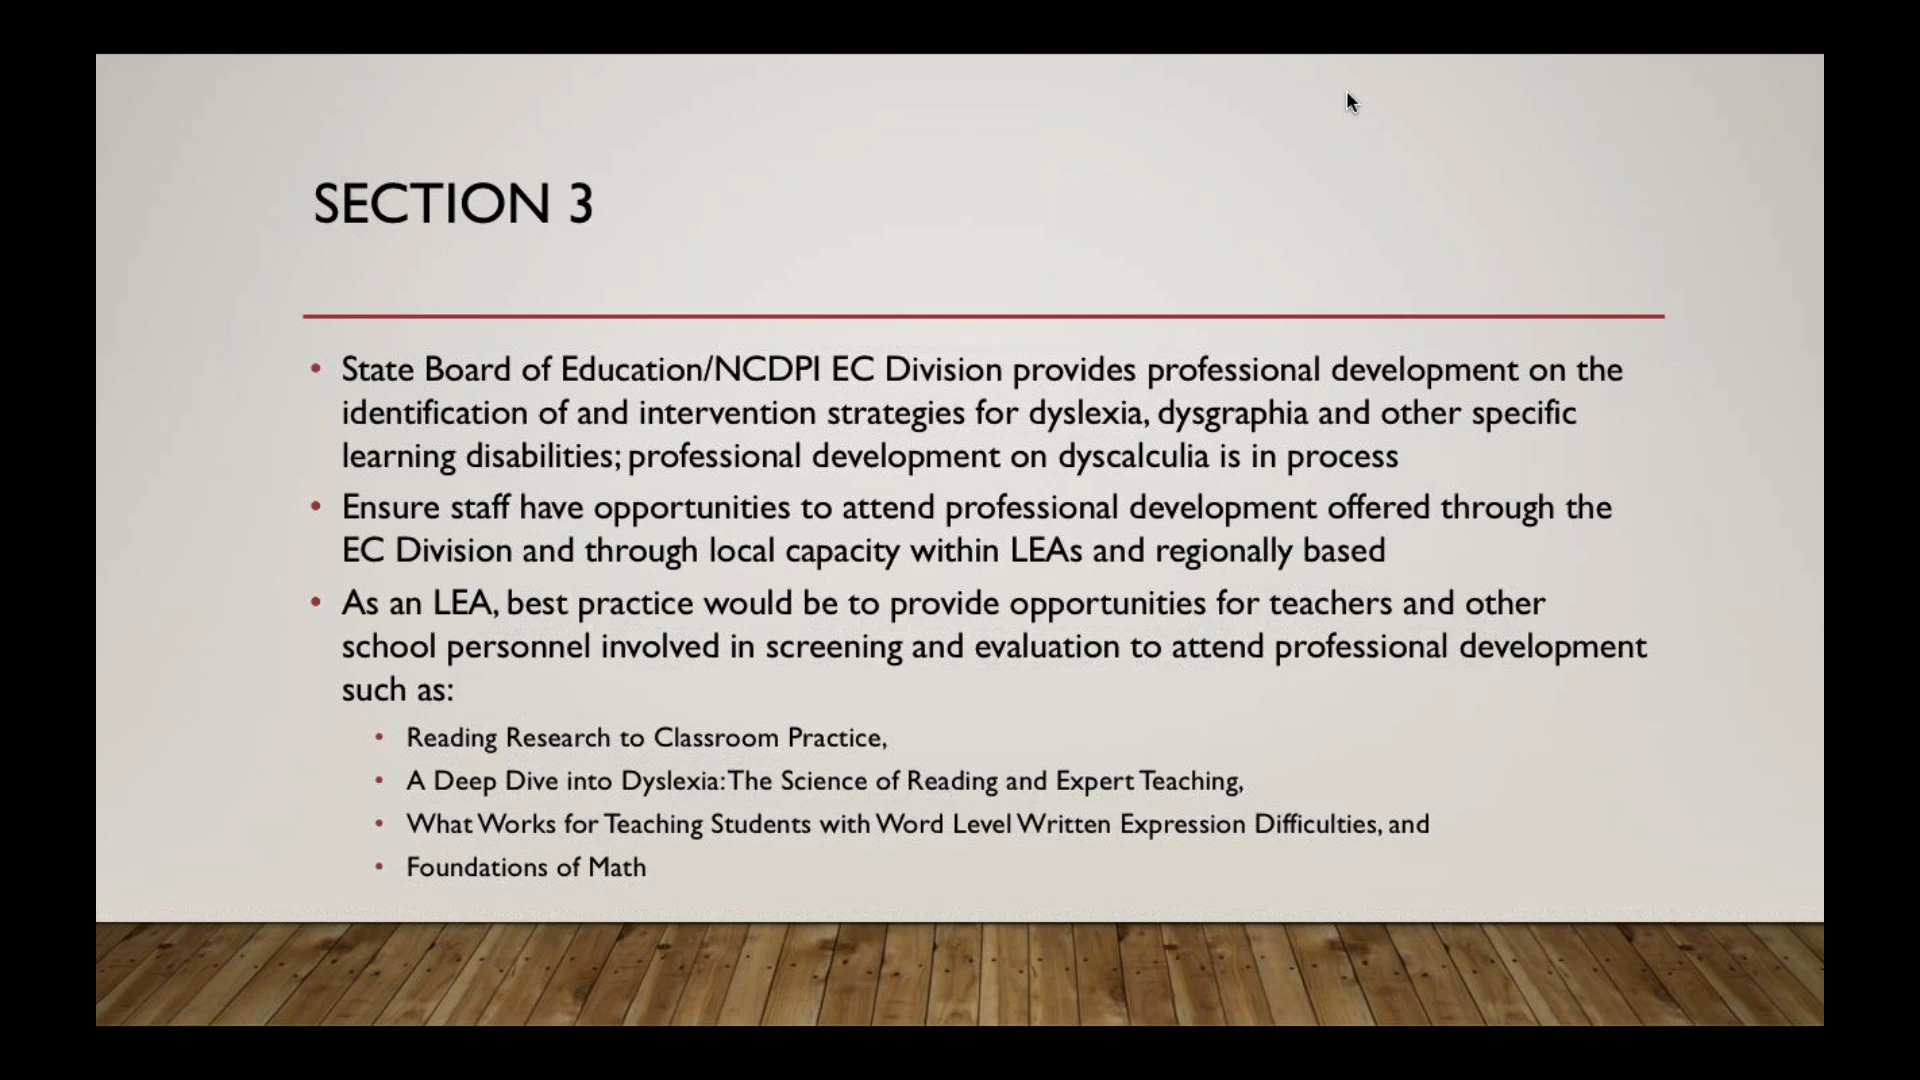 SECTION 3
• State Board of Education/NCDPI EC Division provides professional development on the
identification of and intervention strategies for dyslexia, dysgraphia and other specific
learning disabilities; professional development on dyscalculia is in process
• Ensure staff have opportunities to attend professional development offered through the
EC Division and through local capacity within LEAs and regionally based
• As an LEA, best practice would be to provide opportunities for teachers and other
school personnel involved in screening and evaluation to attend professional development
such as:
• Reading Research to Classroom Practice,
• A Deep Dive into Dyslexia: The Science of Reading and Expert Teaching,
• What Works for Teaching Students with Word Level Written Expression Difficulties, and
• Foundations of Math